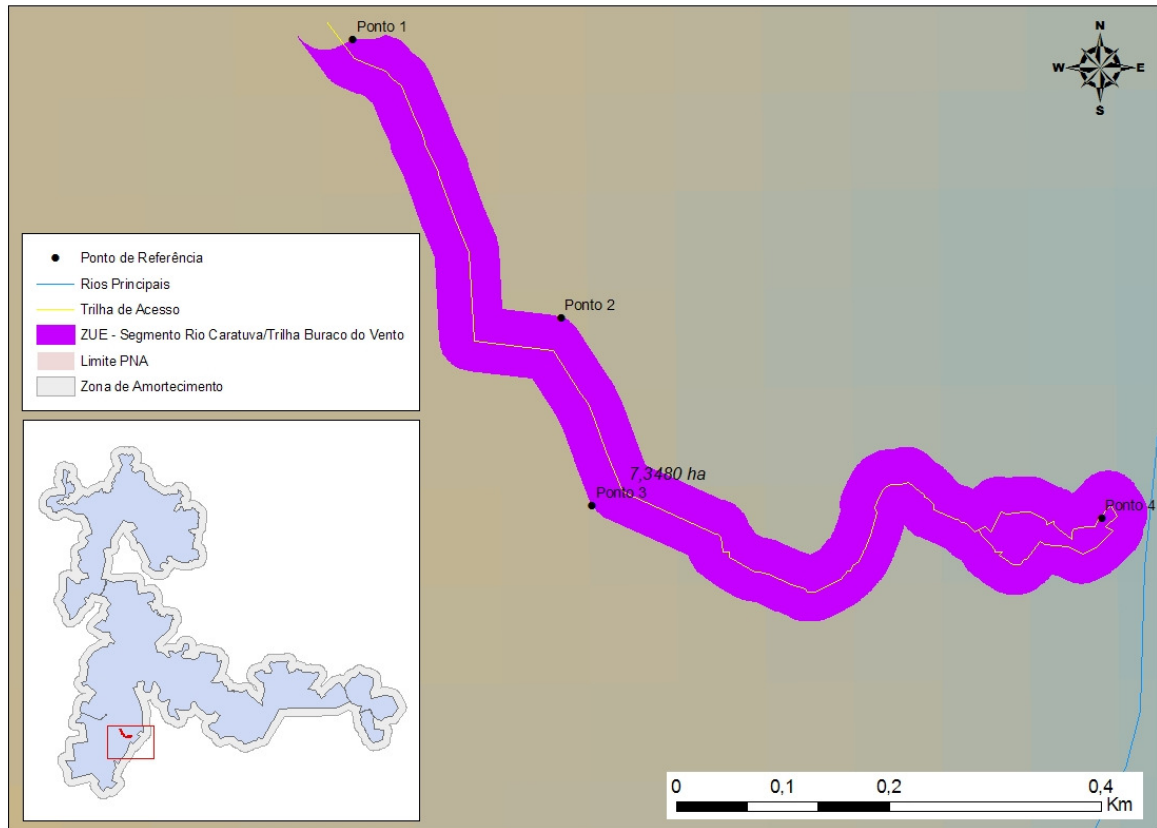 Ponto 1
N
W
E
S
Ponto de Referência
Rios Principais
Trilha de Acesso
ZUE - Segmento Rio Caratuva/Trilha Buraco do Vento
Limite PNA
Zona de Amortecimento
Ponto 2
7,3480 ha
Ponto 3
Ponto 4
0 0,1 0,2 0,4
Km